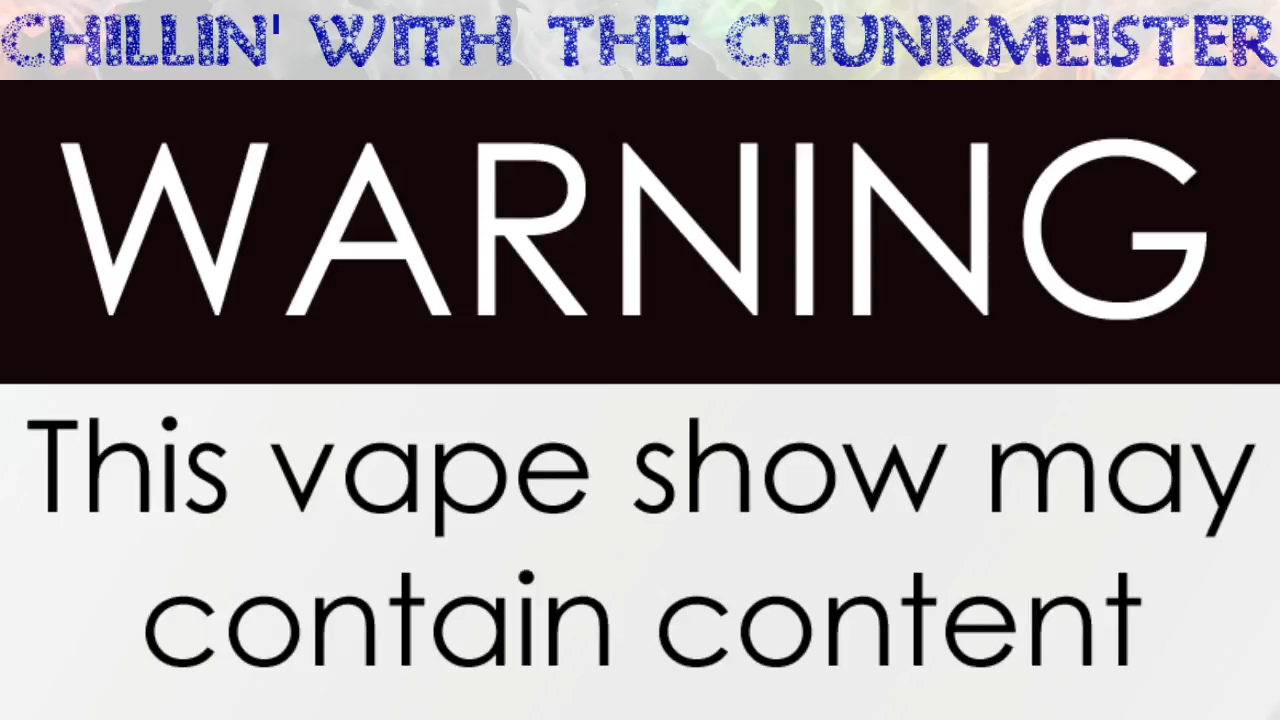 CHILLIN' WITH THE CHUNKMEISTER
WARNING
This vape show may
contain content